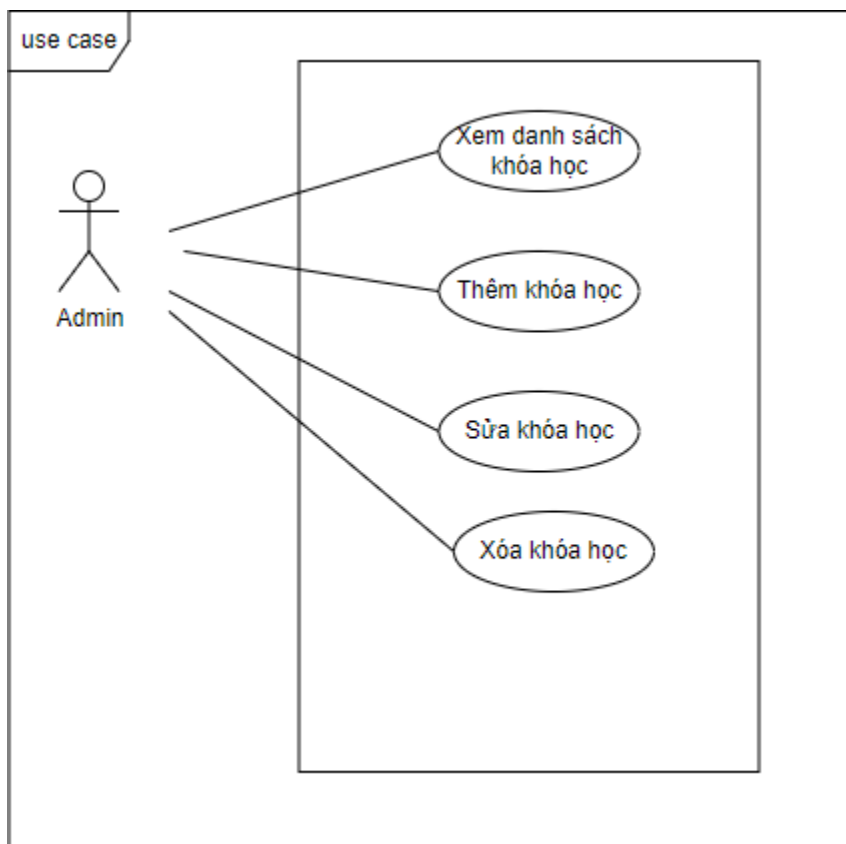 use case
Xem danh sách
khóa học
Thêm khóa học
Admin
Sửa khóa học
Xóa khóa học